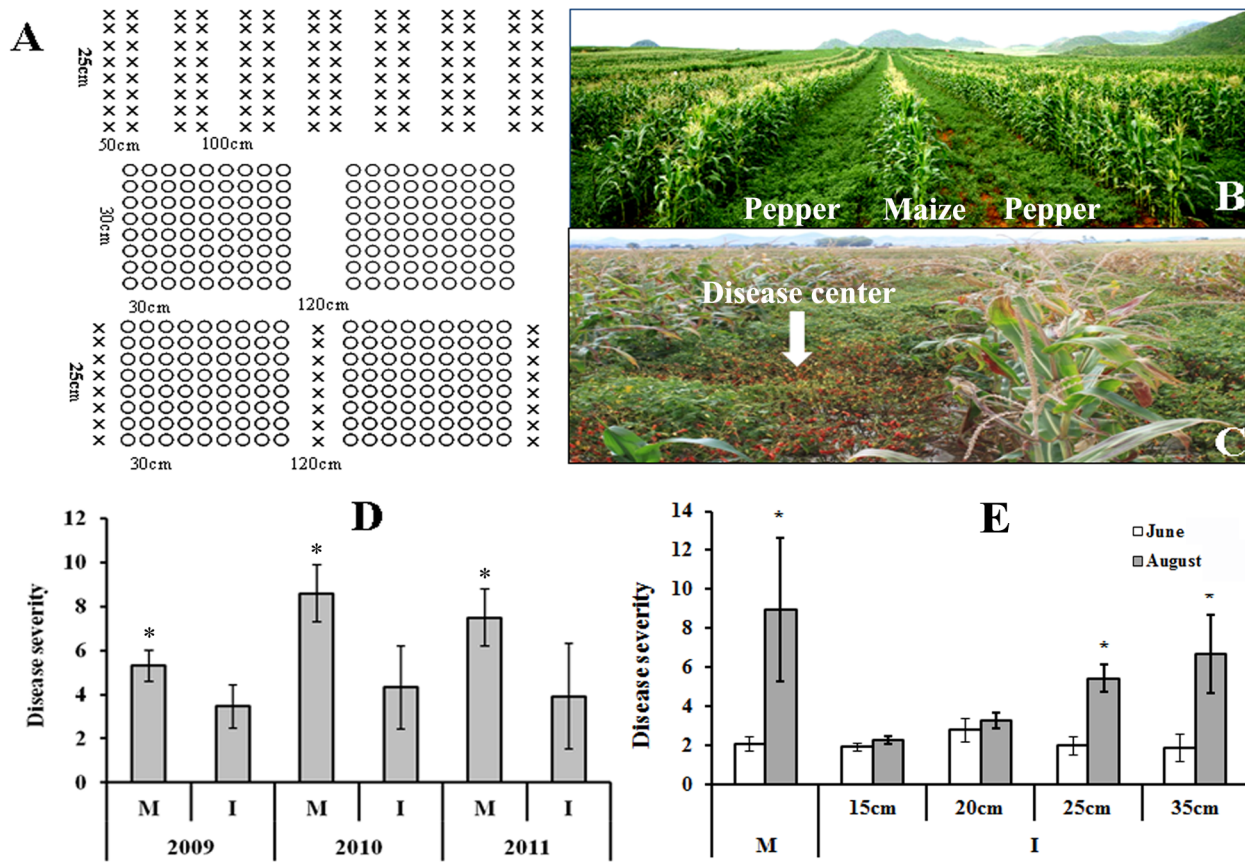 A
25cm
50cm 100cm
30cm
30cm 120cm
25cm
30cm 120cm
Pepper Maize Pepper
B
Disease center
C
D
Disease severity
12
10
8
6
4
2
0
* * *
M I M I M I
2009 2010 2011
E
Disease severity
14
12
10
8
6
4
2
0
June
August
* * *
15cm 20cm 25cm 35cm
M I